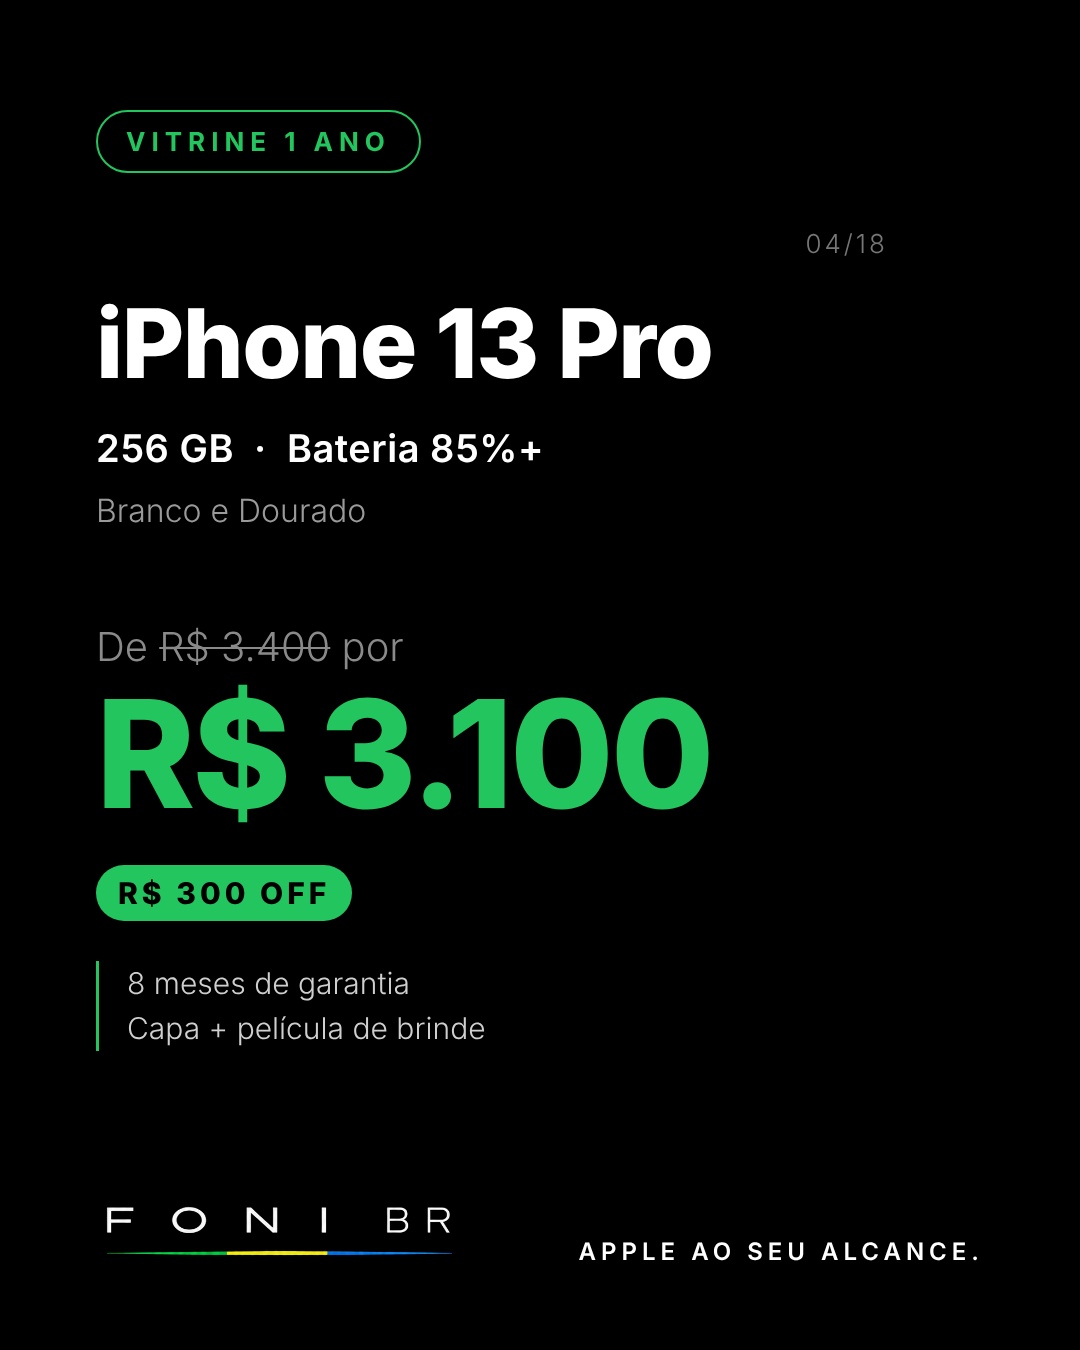 VITRINE 1 ANO
04/18
iPhone 13 Pro
256 GB · Bateria 85%+
Branco e Dourado
De R$ 3.400 por
R$ 3.100
R$ 300 OFF
8 meses de garantia
Capa + película de brinde
FONI BR
APPLE AO SEU ALCANCE.